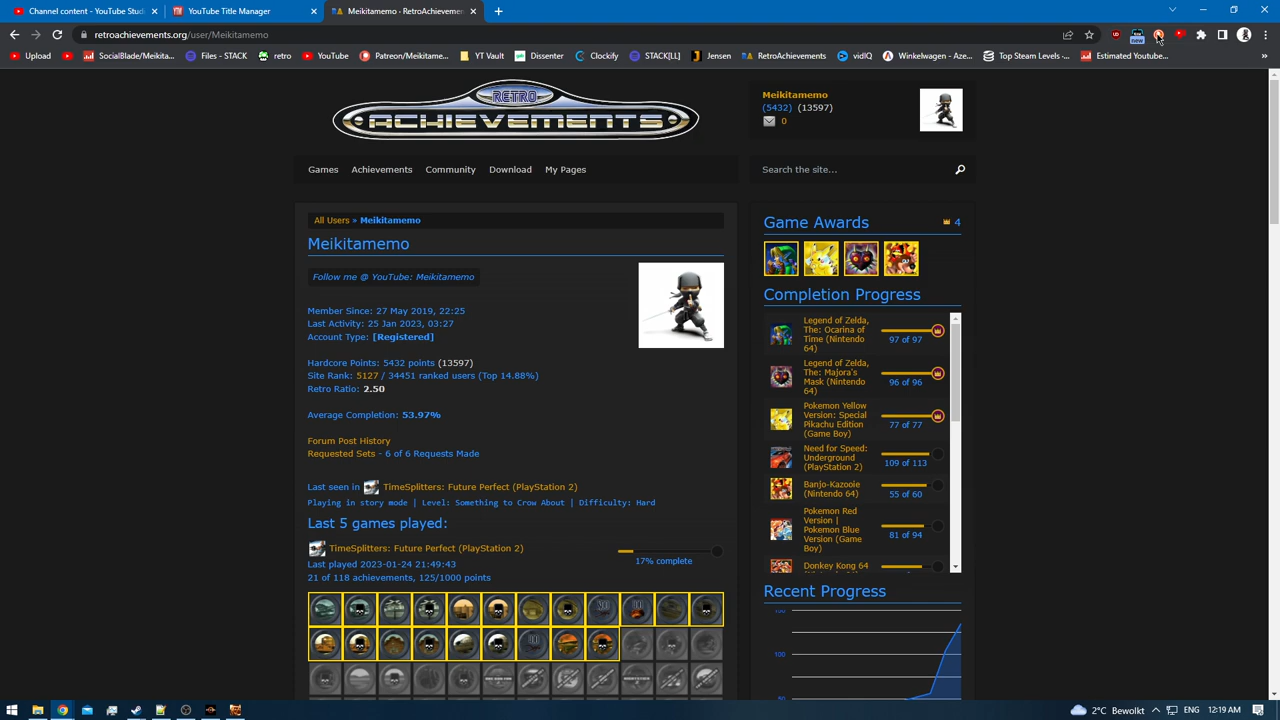 Channel content - YouTube Studi
YouTube Title Manager
Meikitamemo - RetroAchievemen
retroachievements.org/user/Meikitamemo
Upload
SocialBlade/Meikita...
Files - STACK
retro
YouTube
Patreon/Meikitamem...
YT Vault
Dissenter
Clockify
STACK[LL]
Jensen
RetroAchievements
vidIQ
Winkelwagen - Aze...
Top Steam Levels -...
Estimated Youtube...
RETRO
ACHIEVEMENTS
Meikitamemo
(5432) (13597)
0
Games Achievements Community Download My Pages
Search the site...
All Users » Meikitamemo
Meikitamemo
Follow me @ YouTube: Meikitamemo
Member Since: 27 May 2019, 22:25
Last Activity: 25 Jan 2023, 03:27
Account Type: [Registered]
Hardcore Points: 5432 points (13597)
Site Rank: 5127 / 34451 ranked users (Top 14.88%)
Retro Ratio: 2.50
Average Completion: 53.97%
Forum Post History
Requested Sets - 6 of 6 Requests Made
Last seen in TimeSplitters: Future Perfect (PlayStation 2)
Playing in story mode | Level: Something to Crow About | Difficulty: Hard
Last 5 games played:
TimeSplitters: Future Perfect (PlayStation 2)
Last played 2023-01-24 21:49:43
21 of 118 achievements, 125/1000 points
17% complete
Game Awards
4
Completion Progress
Legend of Zelda,
The: Ocarina of
Time (Nintendo
64)
97 of 97
Legend of Zelda,
The: Majora's
Mask (Nintendo
64)
96 of 96
Pokemon Yellow
Version: Special
Pikachu Edition
(Game Boy)
77 of 77
Need for Speed:
Underground
(PlayStation 2)
109 of 113
Banjo-Kazooie
(Nintendo 64)
55 of 60
Pokemon Red
Version |
Pokemon Blue
Version (Game
Boy)
81 of 94
Donkey Kong 64
Recent Progress
150
100
50
2°C Bewolkt
ENG
12:19 AM